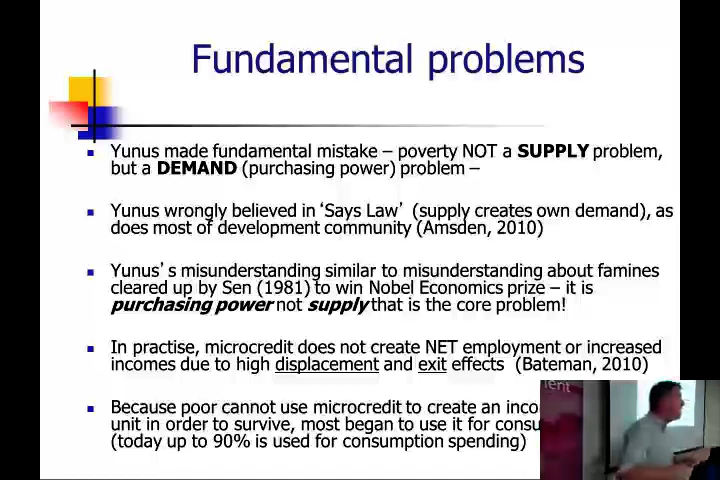 Fundamental problems
Yunus made fundamental mistake – poverty NOT a SUPPLY problem,
but a DEMAND (purchasing power) problem –
Yunus wrongly believed in ‘Says Law’ (supply creates own demand), as
does most of development community (Amsden, 2010)
Yunus’s misunderstanding similar to misunderstanding about famines
cleared up by Sen (1981) to win Nobel Economics prize – it is
purchasing power not supply that is the core problem!
In practise, microcredit does not create NET employment or increased
incomes due to high displacement and exit effects (Bateman, 2010)
Because poor cannot use microcredit to create an
unit in order to survive, most began to use it for
(today up to 90% is used for consumption spending)